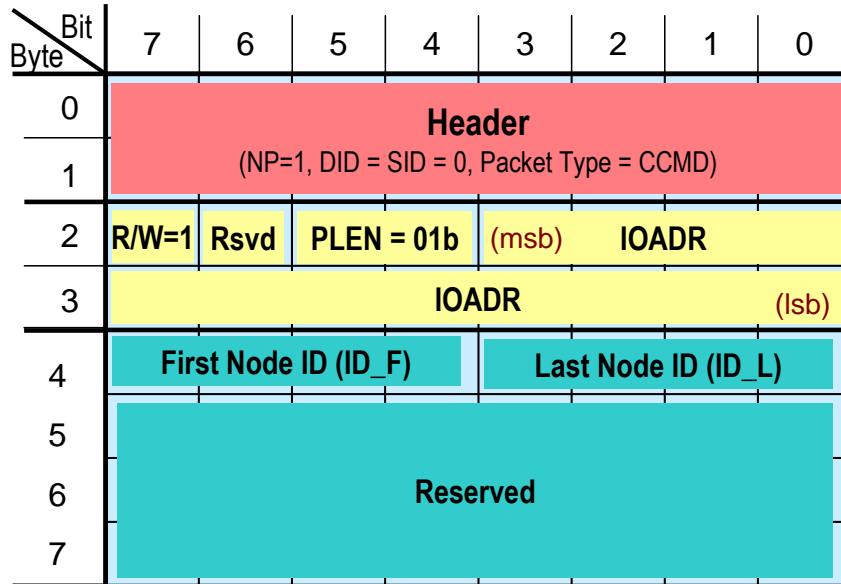 Bit
Byte
7 6 5 4 3 2 1 0
0
Header
(NP=1, DID = SID = 0, Packet Type = CCMD)
1
2 R/W=1 Rsvd PLEN = 01b (msb) IOADR
3 IOADR (lsb)
4 First Node ID (ID_F) Last Node ID (ID_L)
5
6 Reserved
7